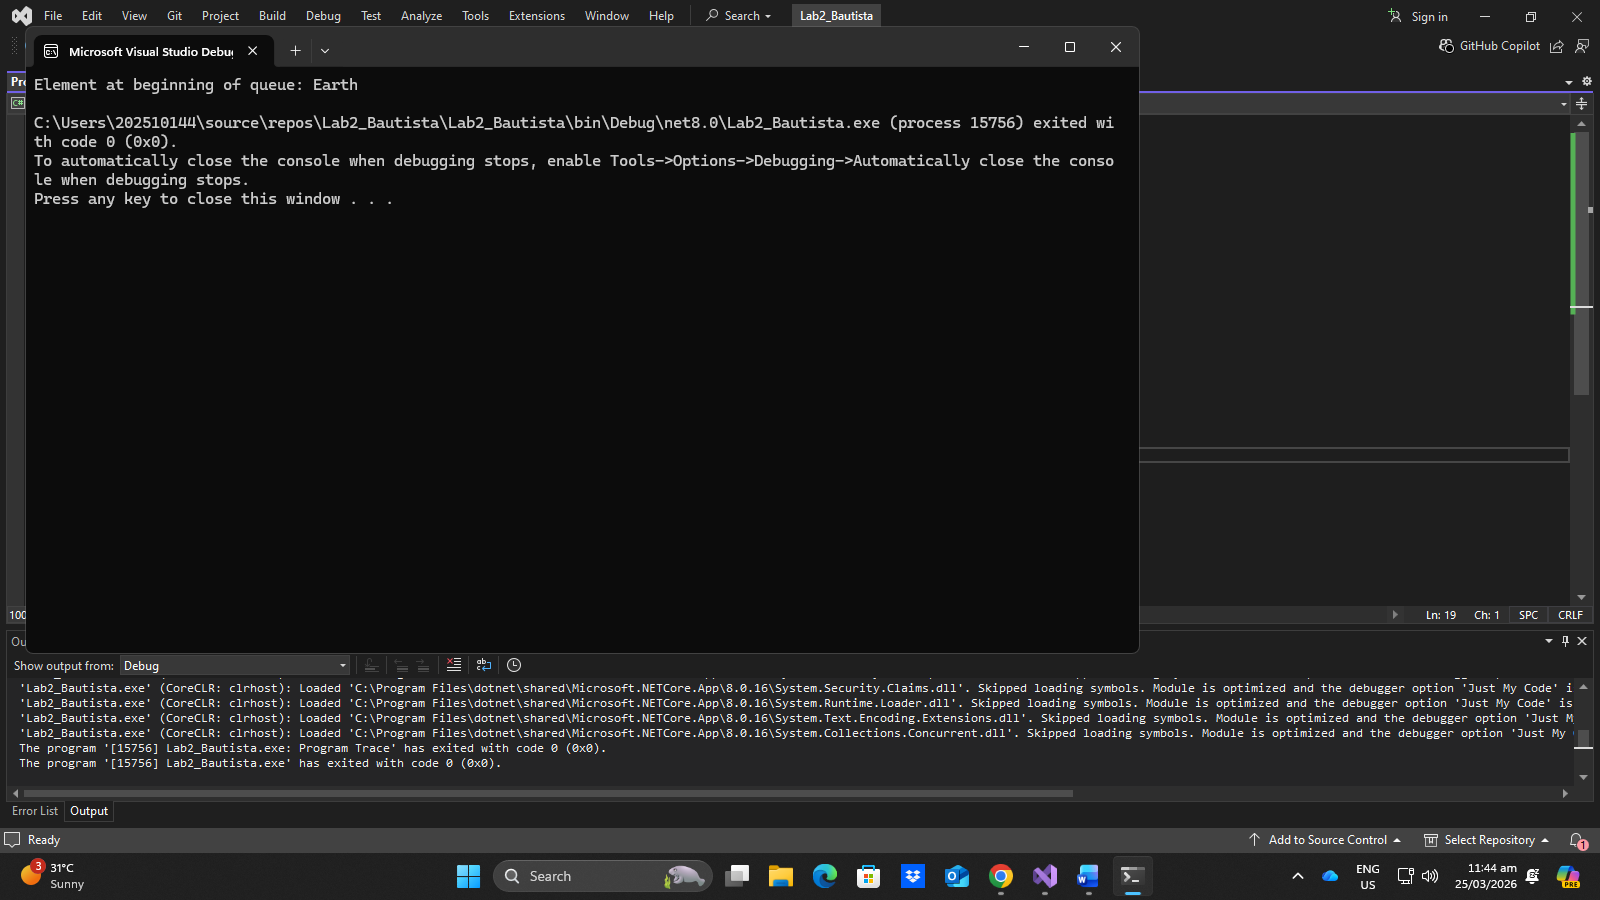 File Edit View Git Project Build Debug Test Analyze Tools Extensions Window Help Search Lab2_Bautista Sign in
GitHub Copilot
Microsoft Visual Studio Debug
Element at beginning of queue: Earth
C:\Users\202510144\source\repos\Lab2_Bautista\Lab2_Bautista\bin\Debug\net8.0\Lab2_Bautista.exe (process 15756) exited wi
th code 0 (0x0).
To automatically close the console when debugging stops, enable Tools->Options->Debugging->Automatically close the conso
le when debugging stops.
Press any key to close this window . . .
100
Ln: 19 Ch: 1 SPC CRLF
Show output from: Debug
'Lab2_Bautista.exe' (CoreCLR: clrhost): Loaded 'C:\Program Files\dotnet\shared\Microsoft.NETCore.App\8.0.16\System.Security.Claims.dll'. Skipped loading symbols. Module is optimized and the debugger option 'Just My Code' i
'Lab2_Bautista.exe' (CoreCLR: clrhost): Loaded 'C:\Program Files\dotnet\shared\Microsoft.NETCore.App\8.0.16\System.Runtime.Loader.dll'. Skipped loading symbols. Module is optimized and the debugger option 'Just My Code' is
'Lab2_Bautista.exe' (CoreCLR: clrhost): Loaded 'C:\Program Files\dotnet\shared\Microsoft.NETCore.App\8.0.16\System.Text.Encoding.Extensions.dll'. Skipped loading symbols. Module is optimized and the debugger option 'Just M
'Lab2_Bautista.exe' (CoreCLR: clrhost): Loaded 'C:\Program Files\dotnet\shared\Microsoft.NETCore.App\8.0.16\System.Collections.Concurrent.dll'. Skipped loading symbols. Module is optimized and the debugger option 'Just My
The program '[15756] Lab2_Bautista.exe: Program Trace' has exited with code 0 (0x0).
The program '[15756] Lab2_Bautista.exe' has exited with code 0 (0x0).
Error List Output
Ready Add to Source Control Select Repository 1
3 31°C
Sunny
Search
ENG
US
11:44 am
25/03/2026
PRE